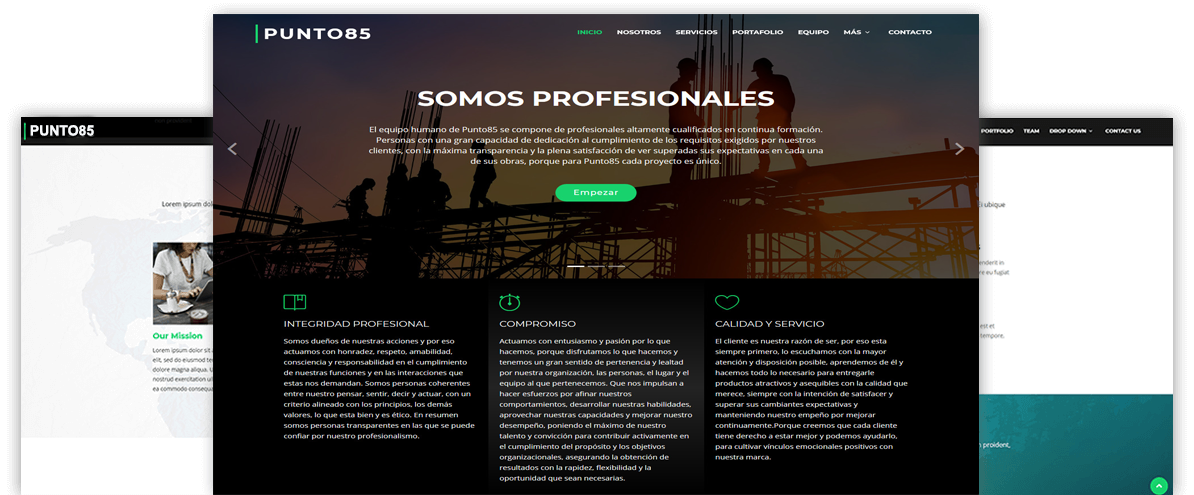 PUNTO85
INICIO NOSOTROS SERVICIOS PORTAFOLIO EQUIPO MÁS CONTACTO
SOMOS PROFESIONALES
El equipo humano de Punto85 se compone de profesionales altamente cualificados en continua formación.
Personas con una gran capacidad de dedicación al cumplimiento de los requisitos exigidos por nuestros
clientes, con la máxima transparencia y la plena satisfacción de ver superadas sus expectativas en cada una
de sus obras, porque para Punto85 cada proyecto es único.
Empezar
INTEGRIDAD PROFESIONAL
Somos dueños de nuestras acciones y por eso
actuamos con honradez, respeto, amabilidad,
consciencia y responsabilidad en el cumplimiento
de nuestras funciones y en las interacciones que
estas nos demandan. Somos personas coherentes
entre nuestro pensar, sentir, decir y actuar, con un
criterio alineado con los principios, los demás
valores, lo que esta bien y es ético. En resumen
somos personas transparentes en las que se puede
confiar por nuestro profesionalismo.
COMPROMISO
Actuamos con entusiasmo y pasión por lo que
hacemos, porque disfrutamos lo que hacemos y
tenemos un gran sentido de pertenencia y lealtad
por nuestra organización, las personas, el lugar y el
equipo al que pertenecemos. Que nos impulsan a
hacer esfuerzos por afinar nuestros
comportamientos, desarrollar nuestras habilidades,
aprovechar nuestras capacidades y mejorar nuestro
desempeño, poniendo el máximo de nuestro
talento y convicción para contribuir activamente en
el cumplimiento del propósito y los objetivos
organizacionales, asegurando la obtención de
resultados con la rapidez, flexibilidad y la
oportunidad que sean necesarias.
CALIDAD Y SERVICIO
El cliente es nuestra razón de ser, por eso esta
siempre primero, lo escuchamos con la mayor
atención y disposición posible, aprendemos de él y
hacemos todo lo necesario para entregarle
productos atractivos y asequibles con la calidad que
merece, siempre con la intención de satisfacer y
superar sus cambiantes expectativas y
manteniendo nuestro empeño por mejorar
continuamente.Porque creemos que cada cliente
tiene derecho a estar mejor y podemos ayudarlo,
para cultivar vínculos emocionales positivos con
nuestra marca.
PUNTO85
Lorem ipsum dol
Our Mission
Lorem ipsum dolor sit
elit, sed do eiusmod te
dolore magna aliqua. U
nostrud exercitation ul
ea commodo consequa
PORTFOLIO TEAM DROP DOWN CONTACT US
i ubique
enderit in
re eu fugiat
est et
tempore,
n proident,